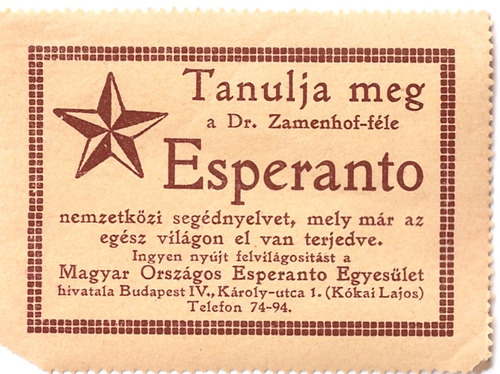 Tanulja meg
a Dr. Zamenhof-féle
Esperanto
nemzetközi segédnyelvet, mely már az
egész világon el van terjedve.
Ingyen nyújt felvilágositást a
Magyar Országos Esperanto Egyesület
hivatala Budapest IV., Károly-utca 1. (Kókai Lajos)
Telefon 74-94.